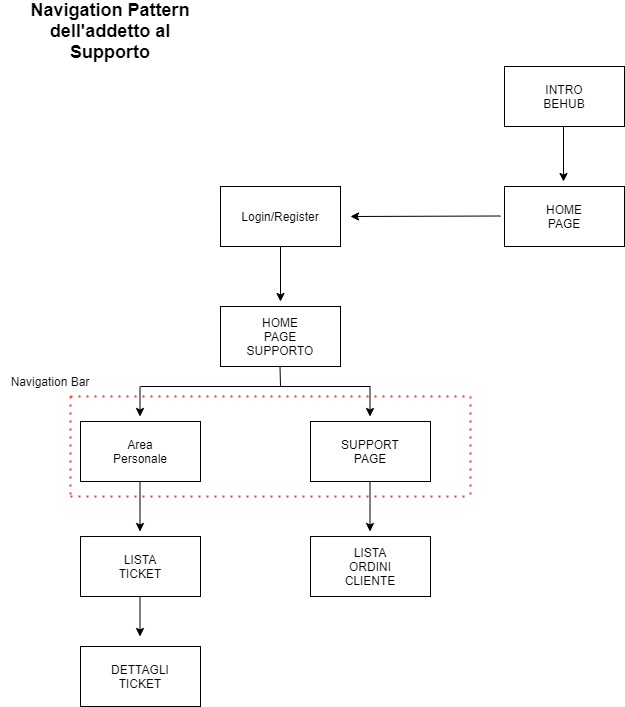 Navigation Pattern
dell'addetto al
Supporto
INTRO
BEHUB
HOME
PAGE
Login/Register
HOME
PAGE
SUPPORTO
Navigation Bar
Area
Personale
SUPPORT
PAGE
LISTA
TICKET
LISTA
ORDINI
CLIENTE
DETTAGLI
TICKET